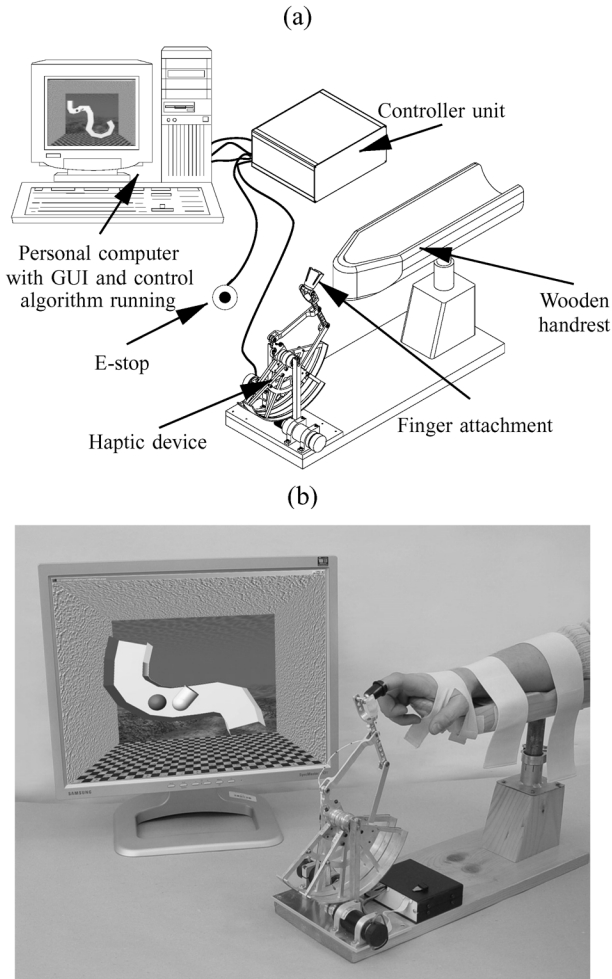 (a)
Controller unit
Personal computer
with GUI and control
algorithm running
Wooden
handrest
E-stop
Finger attachment
Haptic device
(b)
SAMSUNG